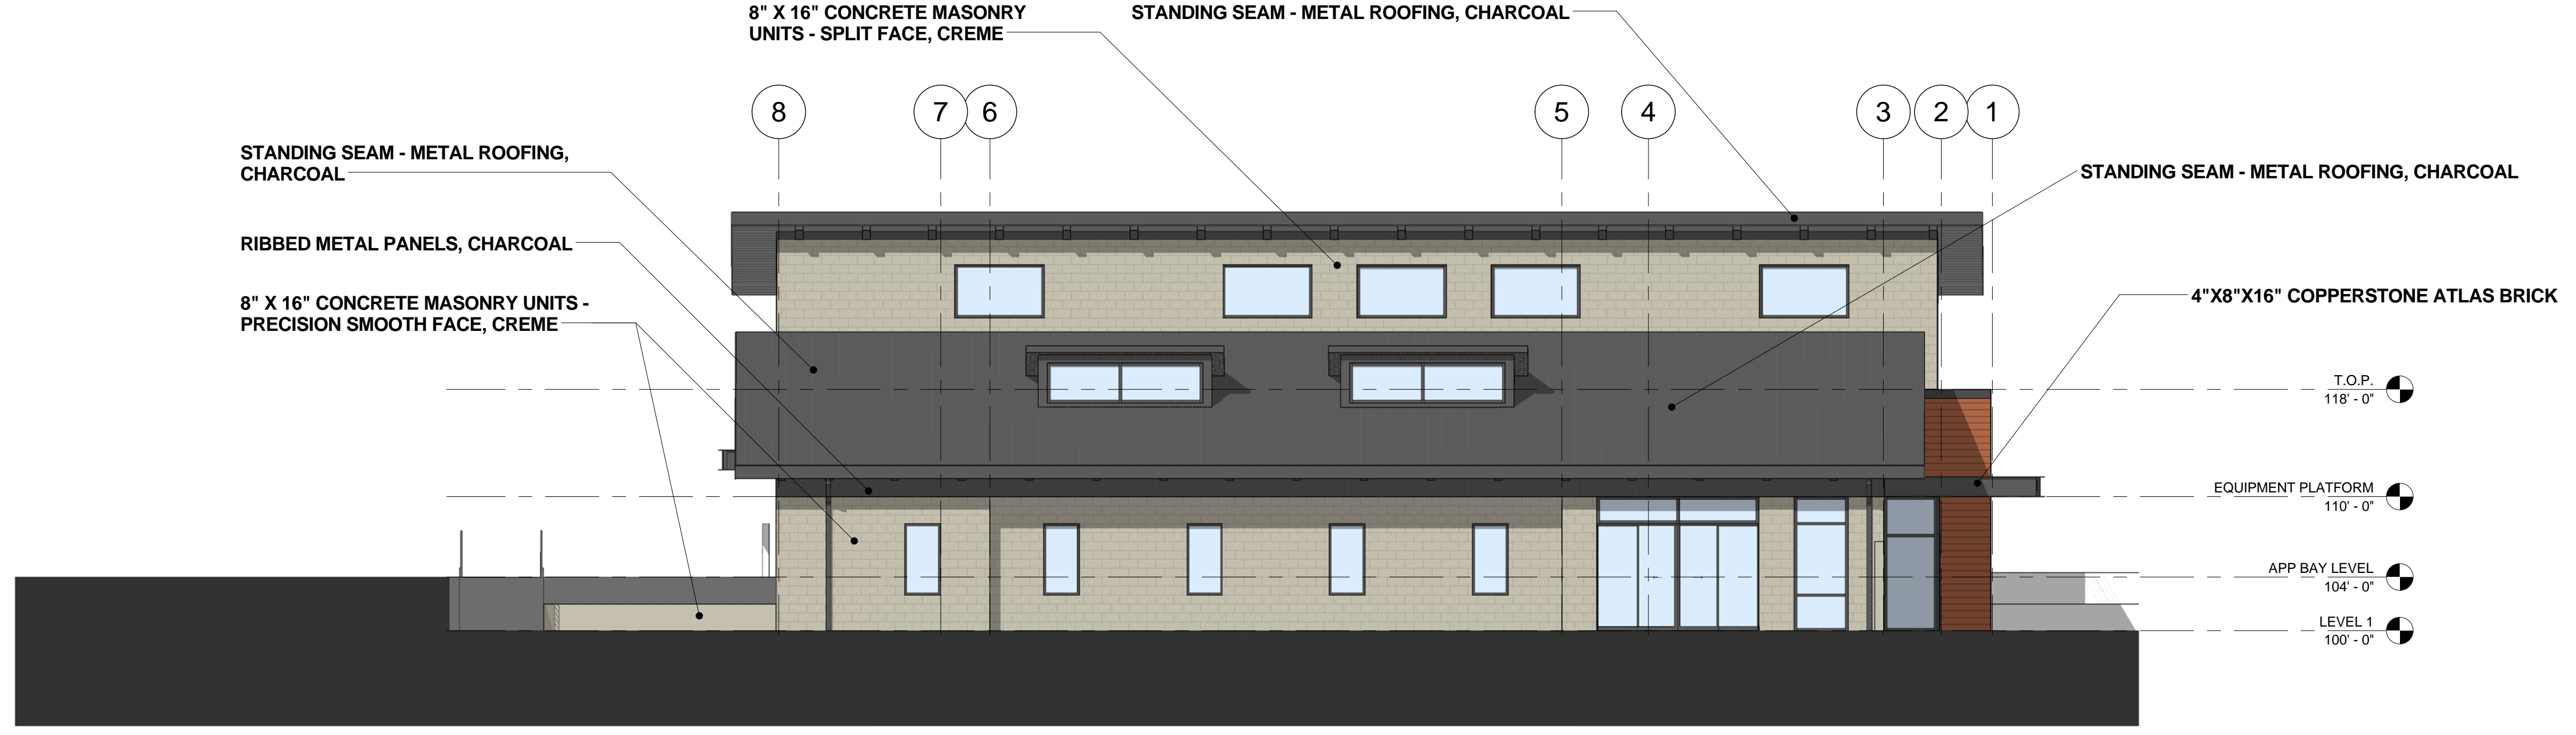 8" X 16" CONCRETE MASONRY
UNITS - SPLIT FACE, CREME
STANDING SEAM - METAL ROOFING, CHARCOAL
8
7
6
5
4
3
2
1
STANDING SEAM - METAL ROOFING,
CHARCOAL
STANDING SEAM - METAL ROOFING, CHARCOAL
RIBBED METAL PANELS, CHARCOAL
8" X 16" CONCRETE MASONRY UNITS -
PRECISION SMOOTH FACE, CREME
4"X8"X16" COPPERSTONE ATLAS BRICK
T.O.P.
118' - 0"
EQUIPMENT PLATFORM
110' - 0"
APP BAY LEVEL
104' - 0"
LEVEL 1
100' - 0"